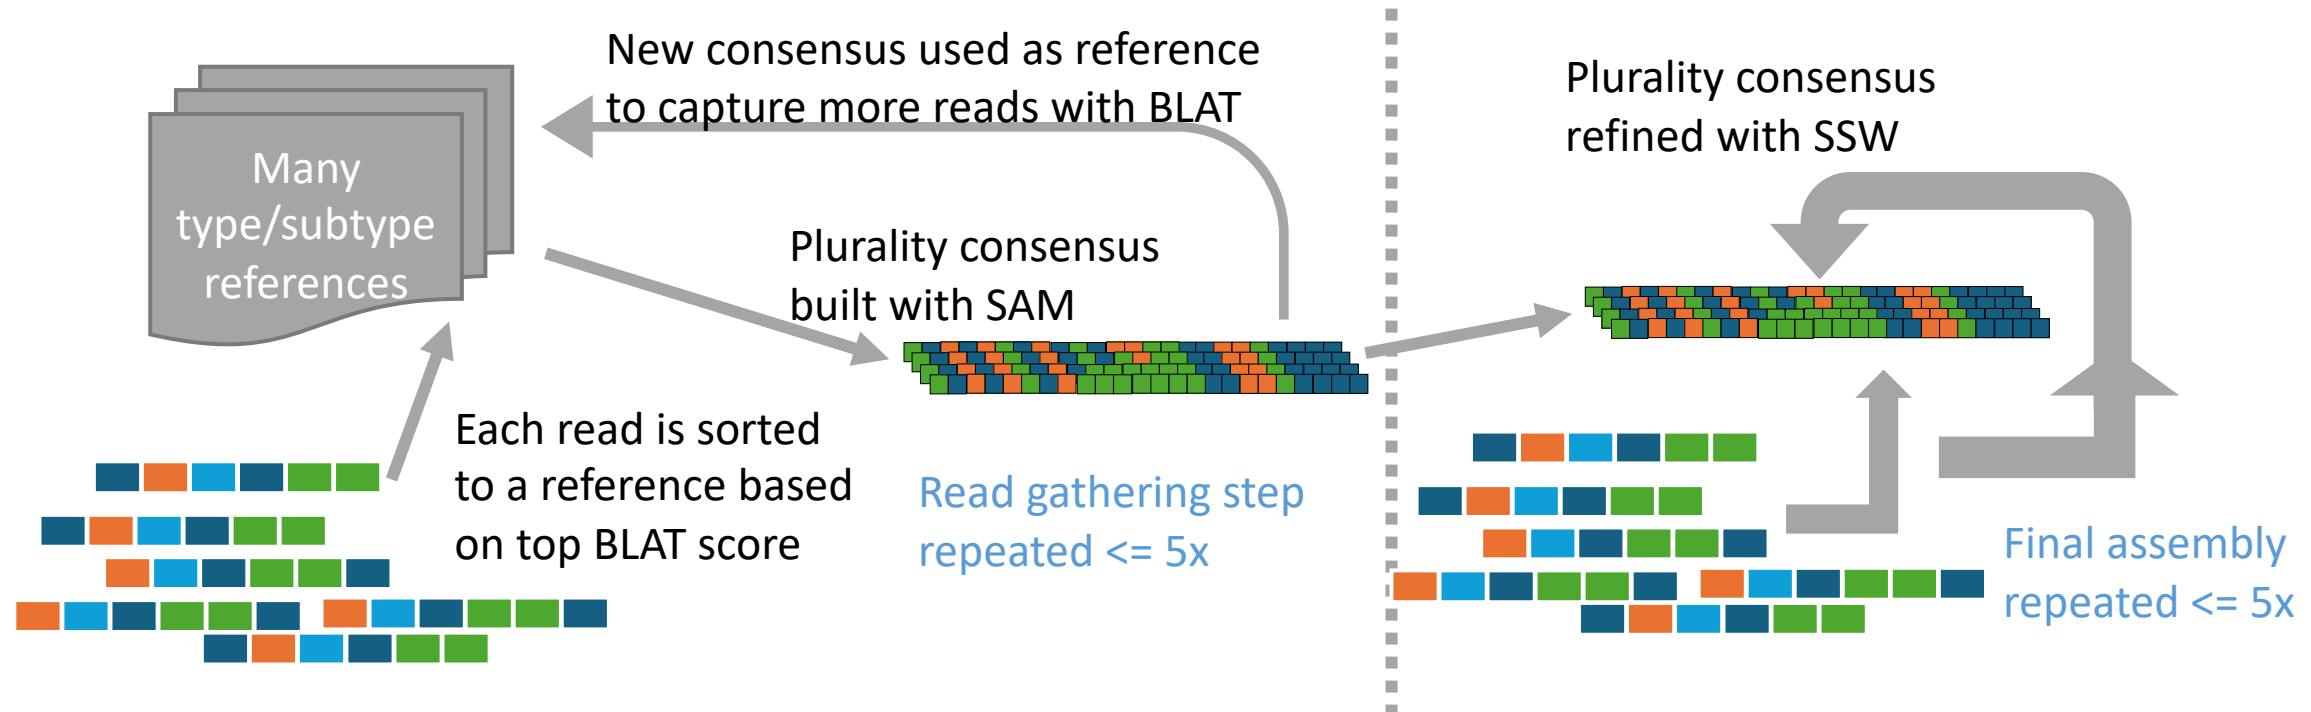 New consensus used as reference
to capture more reads with BLAT
Many
type/subtype
references
Plurality consensus
built with SAM
Each read is sorted
to a reference based
on top BLAT score
Read gathering step
repeated <= 5x
Plurality consensus
refined with SSW
Final assembly
repeated <= 5x